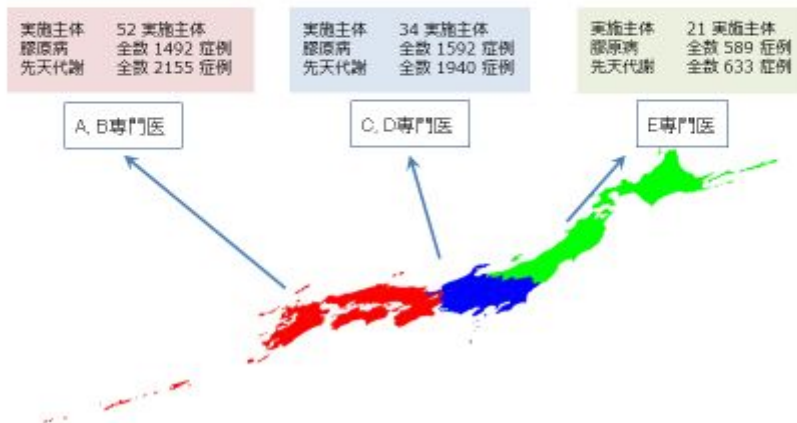 実施主体 52 実施主体
膠原病 全数 1492 症例
先天代謝 全数 2155 症例
実施主体 34 実施主体
膠原病 全数 1592 症例
先天代謝 全数 1940 症例
実施主体 21 実施主体
膠原病 全数 589 症例
先天代謝 全数 633 症例
A, B専門医
C, D専門医
E専門医